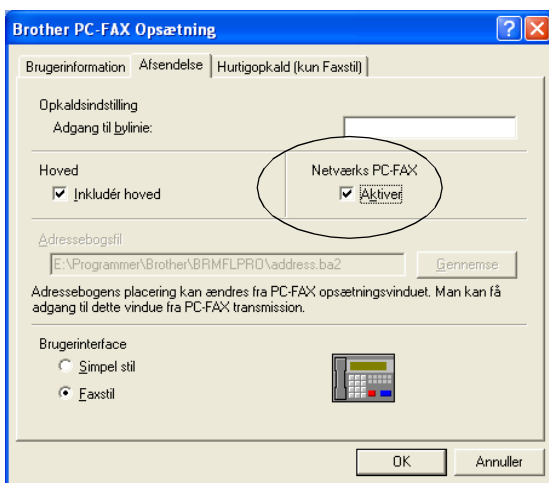 Brother PC-FAX Opsætning
Brugerinformation Afsendelse Hurtigopkald (kun Faxstil)
Opkaldsindstilling
Adgang til bylinie:
Hoved
Inkludér hoved
Netværks PC-FAX
Aktiver
Adressebogsfil
E:\Programmer\Brother\BRMFLPRO\address.ba2 Gennemse
Adressebogens placering kan ændres fra PC-FAX opsætningsvinduet. Man kan få
adgang til dette vindue fra PC-FAX transmission.
Brugerinterface
Simpel stil
Faxstil
OK Annuller